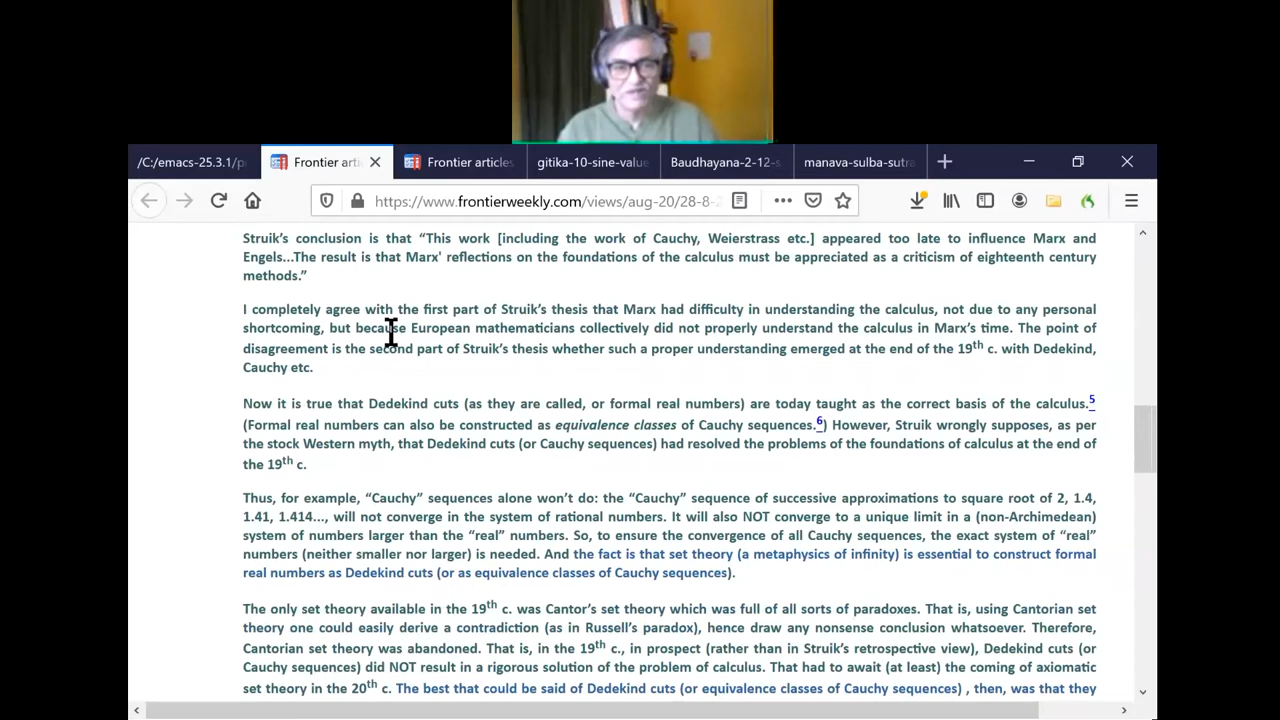 /C:/emacs-25.3.1/p
Frontier arti
Frontier articles
gitika-10-sine-value
Baudhayana-2-12-s
manava-sulba-sutra
https://www.frontierweekly.com/views/aug-20/28-8-2
Struik's conclusion is that “This work [including the work of Cauchy, Weierstrass etc.] appeared too late to influence Marx and
Engels...The result is that Marx' reflections on the foundations of the calculus must be appreciated as a criticism of eighteenth century
methods.”
I completely agree with the first part of Struik's thesis that Marx had difficulty in understanding the calculus, not due to any personal
shortcoming, but because European mathematicians collectively did not properly understand the calculus in Marx's time. The point of
disagreement is the second part of Struik's thesis whether such a proper understanding emerged at the end of the 19th c. with Dedekind,
Cauchy etc.
Now it is true that Dedekind cuts (as they are called, or formal real numbers) are today taught as the correct basis of the calculus.5
(Formal real numbers can also be constructed as equivalence classes of Cauchy sequences.6) However, Struik wrongly supposes, as per
the stock Western myth, that Dedekind cuts (or Cauchy sequences) had resolved the problems of the foundations of calculus at the end of
the 19th c.
Thus, for example, “Cauchy” sequences alone won't do: the “Cauchy” sequence of successive approximations to square root of 2, 1.4,
1.41, 1.414..., will not converge in the system of rational numbers. It will also NOT converge to a unique limit in a (non-Archimedean)
system of numbers larger than the “real” numbers. So, to ensure the convergence of all Cauchy sequences, the exact system of “real”
numbers (neither smaller nor larger) is needed. And the fact is that set theory (a metaphysics of infinity) is essential to construct formal
real numbers as Dedekind cuts (or as equivalence classes of Cauchy sequences).
The only set theory available in the 19th c. was Cantor's set theory which was full of all sorts of paradoxes. That is, using Cantorian set
theory one could easily derive a contradiction (as in Russell's paradox), hence draw any nonsense conclusion whatsoever. Therefore,
Cantorian set theory was abandoned. That is, in the 19th c., in prospect (rather than in Struik's retrospective view), Dedekind cuts (or
Cauchy sequences) did NOT result in a rigorous solution of the problem of calculus. That had to await (at least) the coming of axiomatic
set theory in the 20th c. The best that could be said of Dedekind cuts (or equivalence classes of Cauchy sequences) , then, was that they